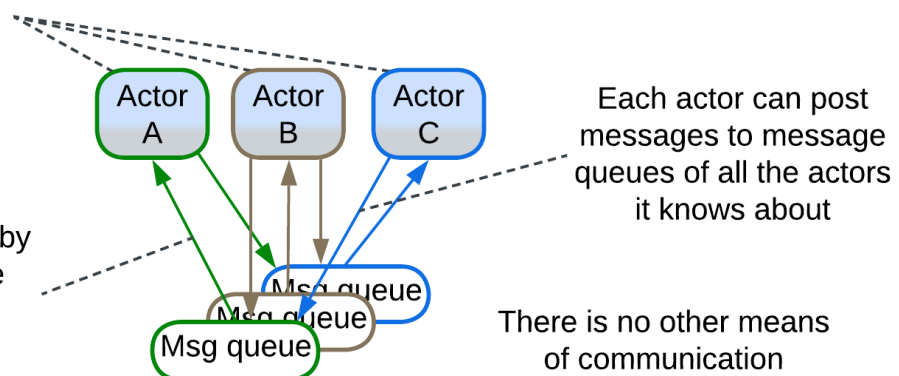 Actor
A
Actor
B
Actor
C
Each actor can post
messages to message
queues of all the actors
it knows about
by
Msg queue
Msg queue
Msg queue
There is no other means
of communication